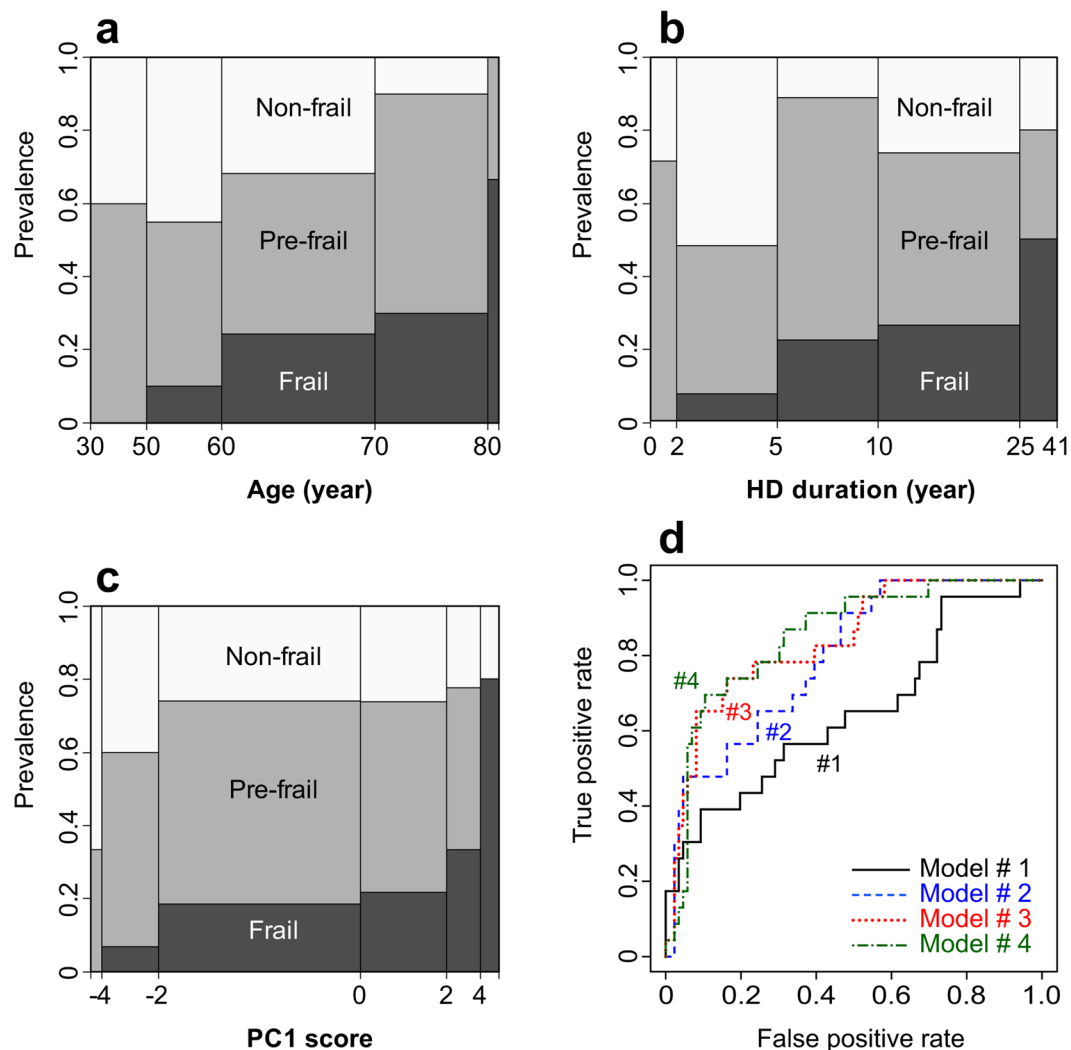 a
Prevalence
1.0
0.8
0.6
0.4
0.2
0
Non-frail
Pre-frail
Frail
30 50 60 70 80
Age (year)
b
Prevalence
1.0
0.8
0.6
0.4
0.2
0
Non-frail
Pre-frail
Frail
0 2 5 10 25 41
HD duration (year)
c
Prevalence
1.0
0.8
0.6
0.4
0.2
0
Non-frail
Pre-frail
Frail
-4 -2 0 2 4
PC1 score
d
True positive rate
1.0
0.8
0.6
0.4
0.2
0
#4
#3
#2
#1
Model # 1
Model # 2
Model # 3
Model # 4
0 0.2 0.4 0.6 0.8 1.0
False positive rate